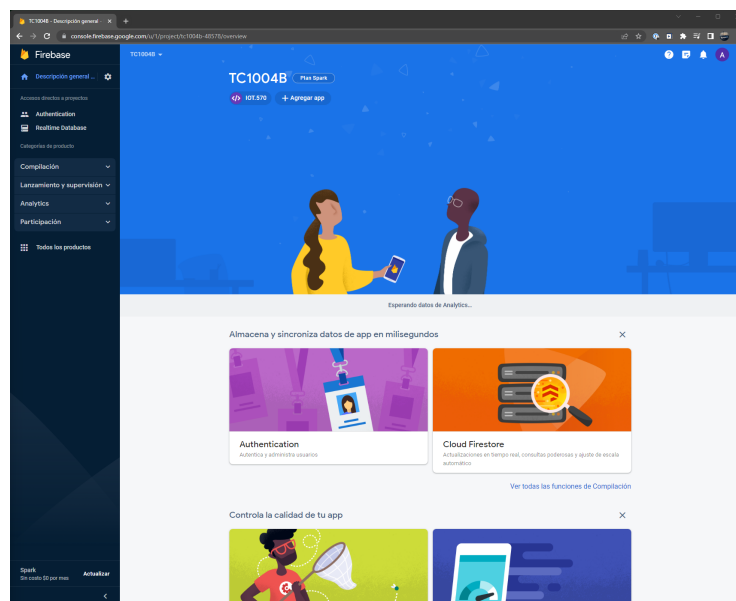 TC1004B - Descripción general -
console.firebase.google.com/u/1/project/tc1004b-48578/overview
Firebase
TC1004B
Descripción general ...
A
TC1004B
Plan Spark
Accesos directos a proyectos
IOT.570
Agregar app
Authentication
Realtime Database
Categorías de producto
Compilación
Lanzamiento y supervisión
Analytics
Participación
Todos los productos
Esperando datos de Analytics...
Almacena y sincroniza datos de app en milisegundos
Authentication
Autentica y administra usuarios
Cloud Firestore
Actualizaciones en tiempo real, consultas poderosas y ajuste de escala
automático
Ver todas las funciones de Compilación
Controla la calidad de tu app
Spark
Sin costo $0 por mes
Actualizar